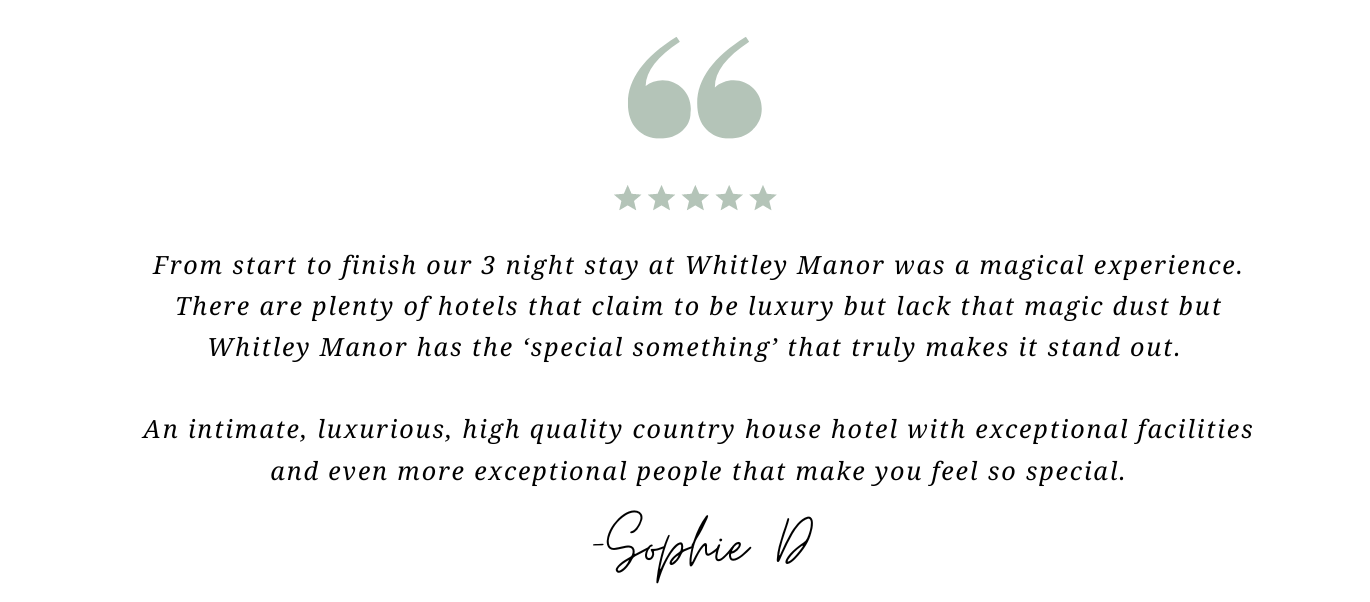 From start to finish our 3 night stay at Whitley Manor was a magical experience.
There are plenty of hotels that claim to be luxury but lack that magic dust but
Whitley Manor has the ‘special something’ that truly makes it stand out.
An intimate, luxurious, high quality country house hotel with exceptional facilities
and even more exceptional people that make you feel so special.
-Sophie D